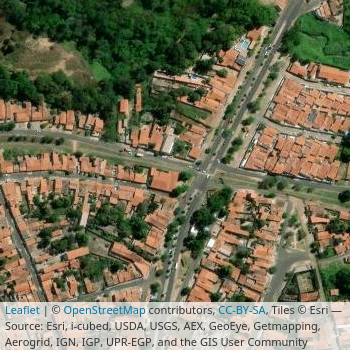 Leaflet | © OpenStreetMap contributors, CC-BY-SA, Tiles © Esri —
Source: Esri, i-cubed, USDA, USGS, AEX, GeoEye, Getmapping,
Aerogrid, IGN, IGP, UPR-EGP, and the GIS User Community